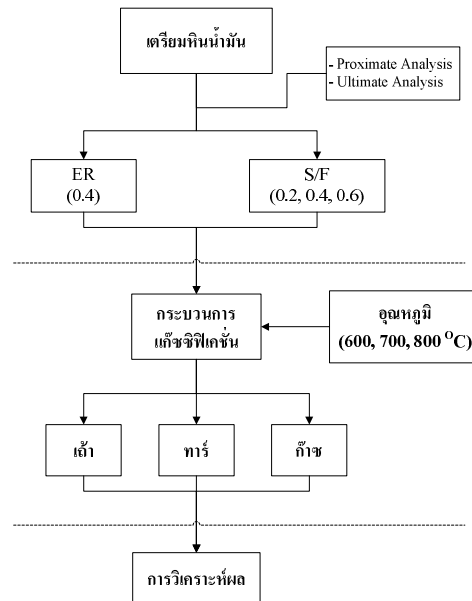 เตรียมหินน้ำมัน
- Proximate Analysis
- Ultimate Analysis
ER
(0.4)
S/F
(0.2, 0.4, 0.6)
กระบวนการ
แก๊ซซิฟิเคชั่น
อุณหภูมิ
(600, 700, 800 ᴼC)
เถ้า
ทาร์
ก๊าซ
การวิเคราะห์ผล